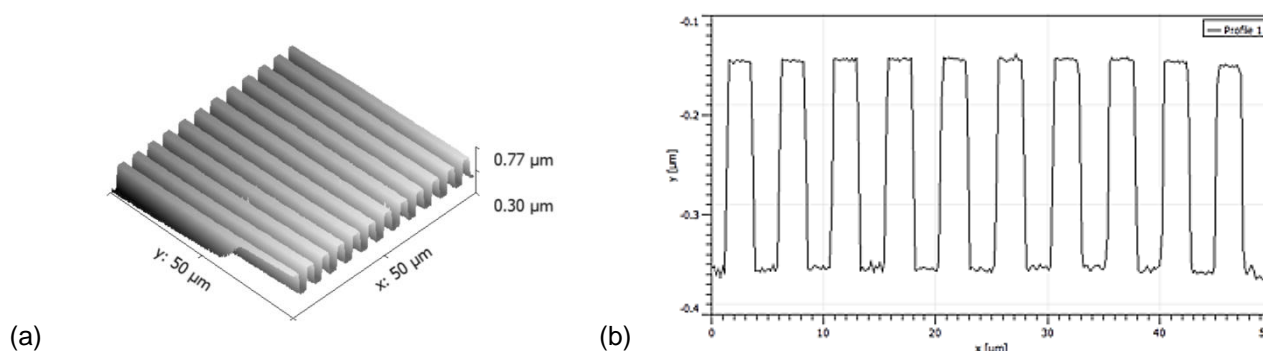 0.77 µm
0.30 µm
y: 50 µm
x: 50 µm
(a)
-0.1
-0.2
-0.3
-0.4
y [µm]
Profile 1
0
10
20
30
40
x [µm]
(b)